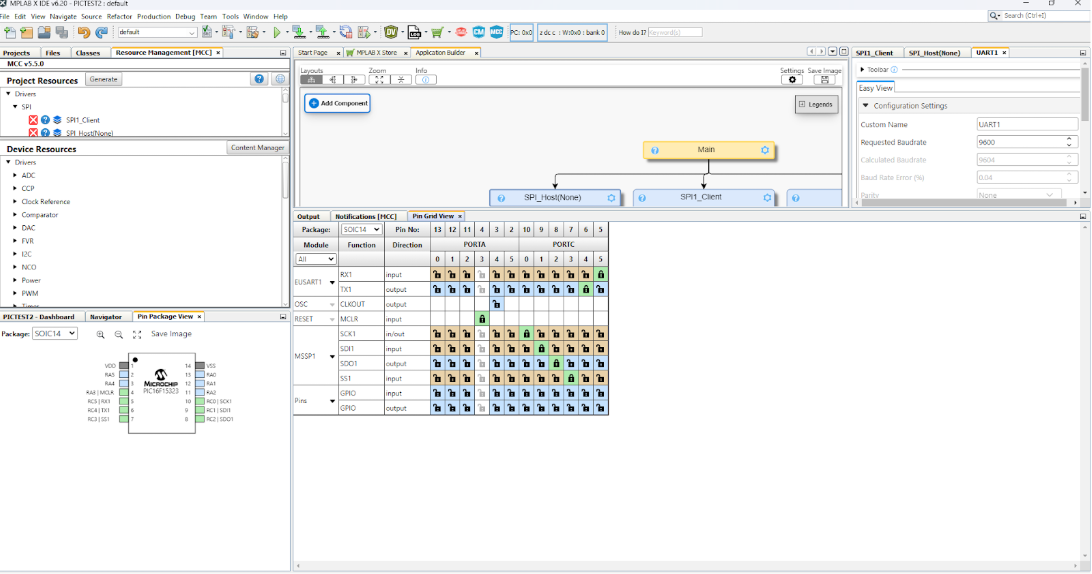 MPLAB X IDE v6.20 - PICTEST2 : default
File Edit View Navigate Source Refactor Production Debug Team Tools Window Help
Search (Ctrl+I)
default
PC: 0x0 z dc c : W:0x0 : bank 0 How do I? Keyword(s)
Projects Files Classes Resource Management [MCC] ×
MCC v5.5.0
Project Resources Generate
Drivers
SPI
SPI1_Client
SPI_Host(None)
Device Resources Content Manager
Drivers
ADC
CCP
Clock Reference
Comparator
DAC
FVR
I2C
NCO
Power
PWM
Timer
PICTEST2 - Dashboard Navigator Pin Package View ×
Package: SOIC14 Save Image
VDD 1 14 VSS
RA5 2 13 RA0
RA4 3 12 RA1
RA3 | MCLR 4 11 RA2
RC5 | RX1 5 10 RC0 | SCK1
RC4 | TX1 6 9 RC1 | SDI1
RC3 | SS1 7 8 RC2 | SDO1
MICROCHIP
PIC16F15323
Start Page × MPLAB X Store × Application Builder ×
Layouts Zoom Info Settings Save Image
Add Component Legends
Main
SPI_Host(None) SPI1_Client
SPI1_Client SPI_Host(None) UART1 ×
Toolbar
Easy View
Configuration Settings
Custom Name UART1
Requested Baudrate 9600
Calculated Baudrate 9604
Baud Rate Error (%) 0.04
Parity None
Output Notifications [MCC] Pin Grid View ×
Package: SOIC14 Pin No: 13 12 11 4 3 2 10 9 8 7 6 5
Module Function Direction PORTA PORTC
All 0 1 2 3 4 5 0 1 2 3 4 5
EUSART1 RX1 input
TX1 output
OSC CLKOUT output
RESET MCLR input
MSSP1 SCK1 in/out
SDI1 input
SDO1 output
SS1 input
Pins GPIO input
GPIO output